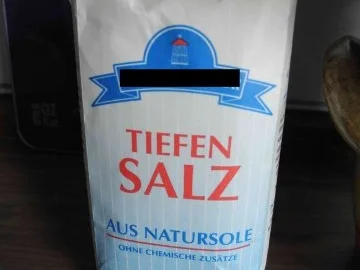 TIEFEN
SALZ
AUS NATURSOLE
OHNE CHEMISCHE ZUSÄTZE